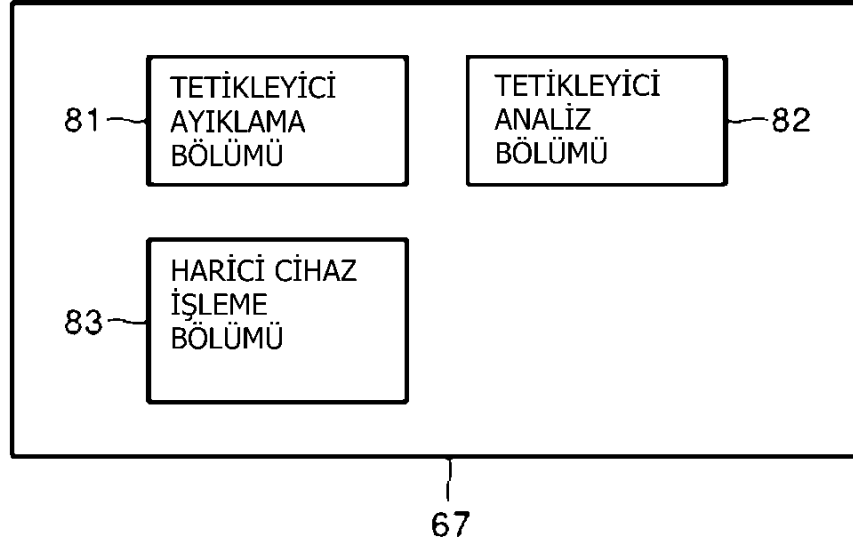 TETİKLEYİCİ
AYIKLAMA
BÖLÜMÜ
81
TETİKLEYİCİ
ANALİZ
BÖLÜMÜ
82
HARİCİ CİHAZ
İŞLEME
BÖLÜMÜ
83
67